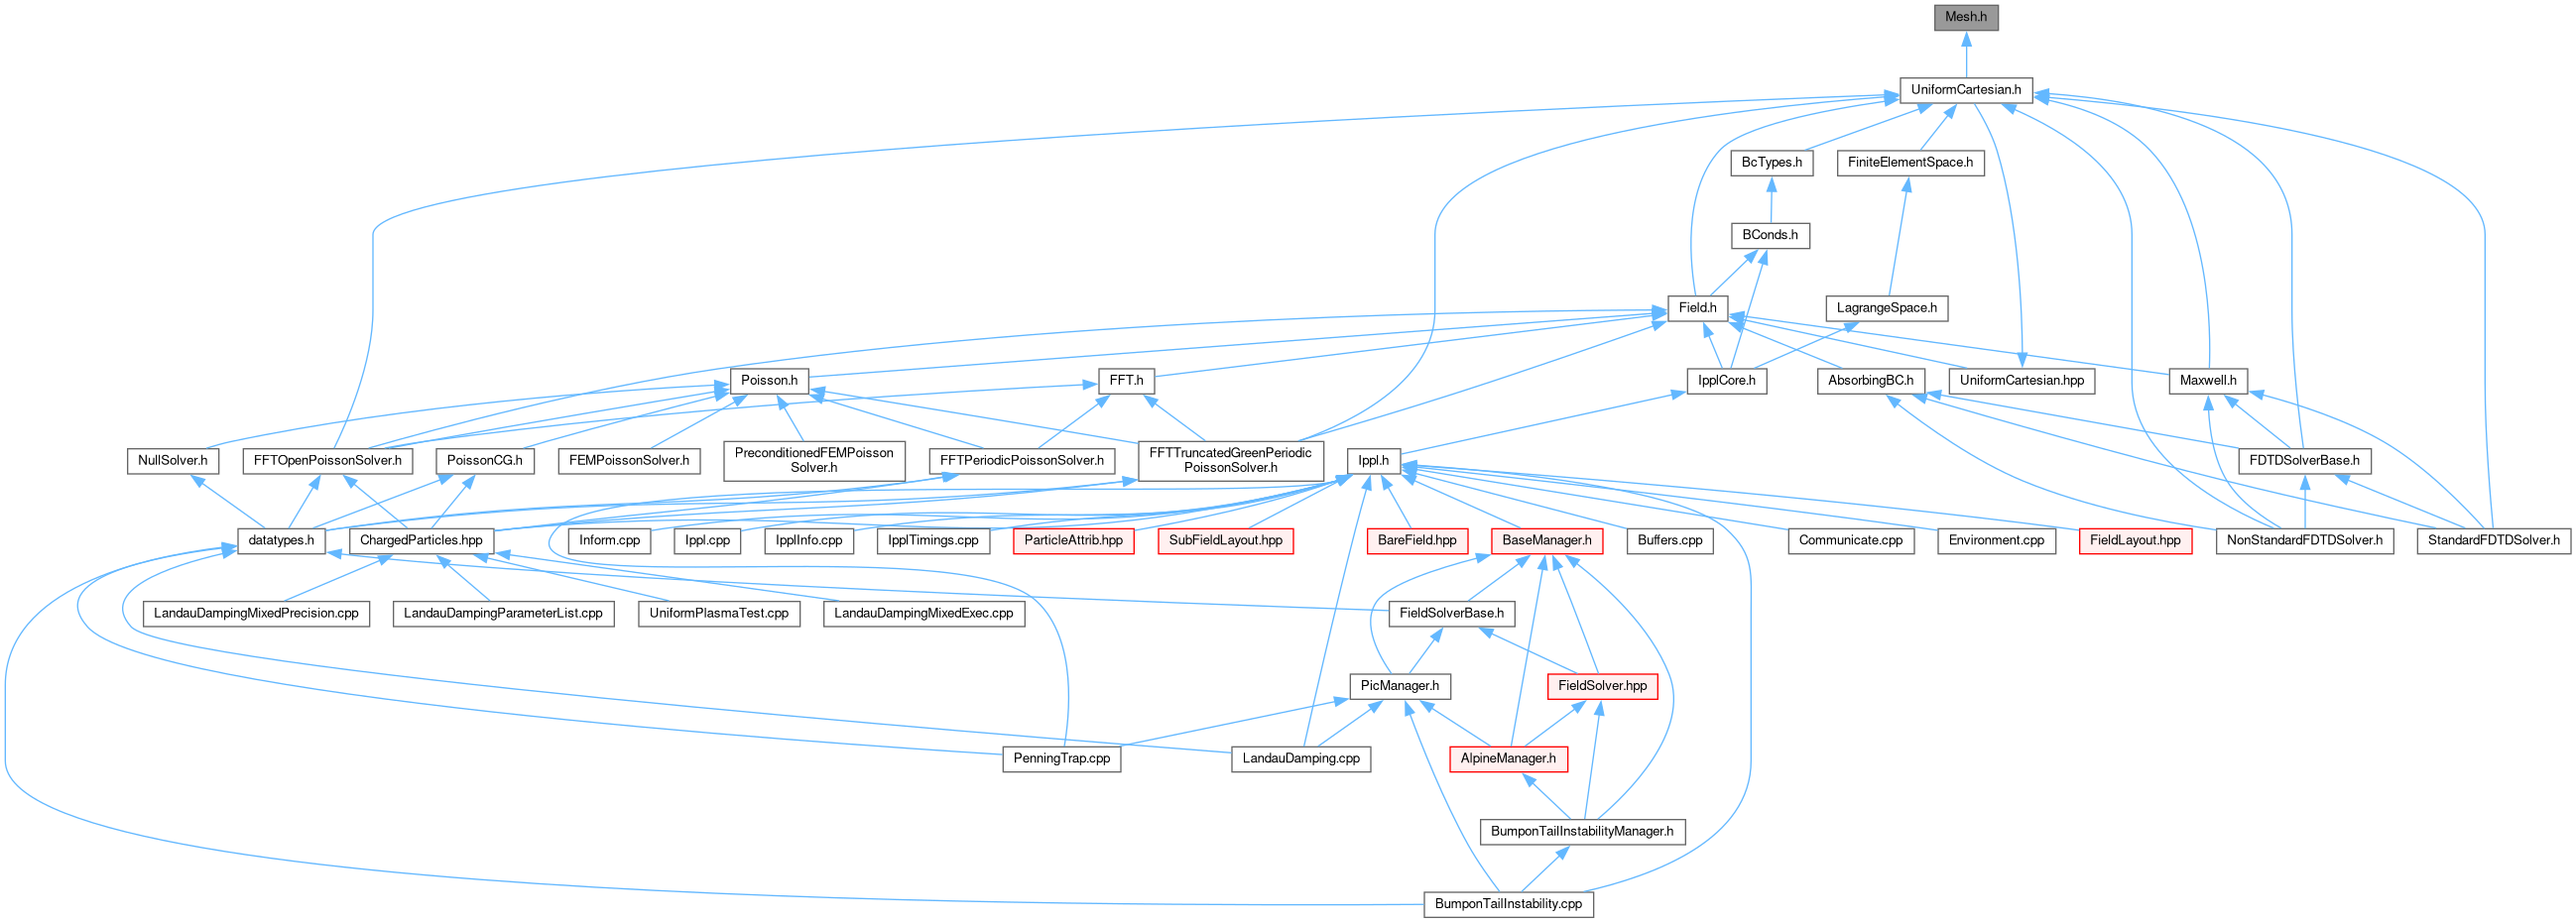 Mesh.h
UniformCartesian.h
BcTypes.h
FiniteElementSpace.h
BConds.h
Field.h
LagrangeSpace.h
Poisson.h
FFT.h
IpplCore.h
AbsorbingBC.h
UniformCartesian.hpp
Maxwell.h
NullSolver.h
FFTOpenPoissonSolver.h
PoissonCG.h
FEMPoissonSolver.h
PreconditionedFEMPoisson
Solver.h
FFTPeriodicPoissonSolver.h
FFTTruncatedGreenPeriodic
PoissonSolver.h
Ippl.h
FDTDSolverBase.h
datatypes.h
ChargedParticles.hpp
Inform.cpp
Ippl.cpp
IpplInfo.cpp
IpplTimings.cpp
ParticleAttrib.hpp
SubFieldLayout.hpp
BareField.hpp
BaseManager.h
Buffers.cpp
Communicate.cpp
Environment.cpp
FieldLayout.hpp
NonStandardFDTDSolver.h
StandardFDTDSolver.h
LandauDampingMixedPrecision.cpp
LandauDampingParameterList.cpp
UniformPlasmaTest.cpp
LandauDampingMixedExec.cpp
FieldSolverBase.h
PicManager.h
FieldSolver.hpp
PenningTrap.cpp
LandauDamping.cpp
AlpineManager.h
BumponTailInstabilityManager.h
BumponTailInstability.cpp